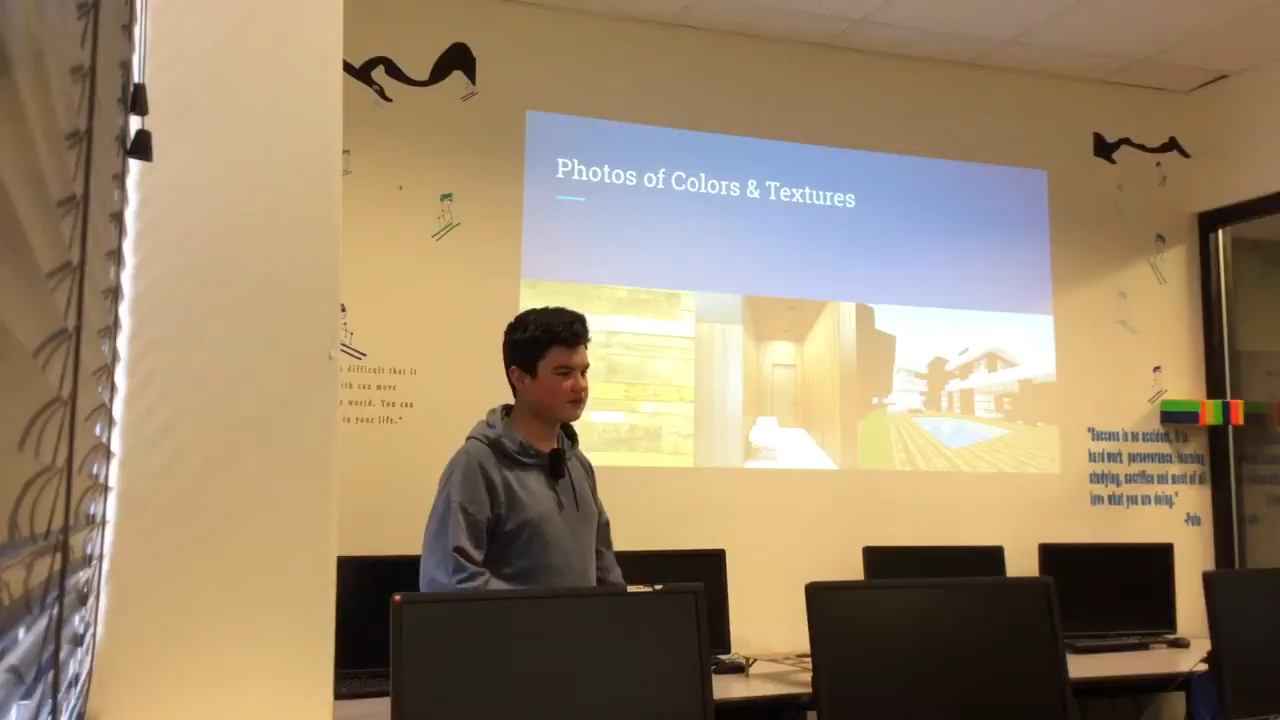 Photos of Colors & Textures
difficult that it
can move
world. You can
in your life."
"Success is no accident, it is
hard work perseverance, learning
studying, sacrifice and most of all
love what you are doing."
-Pele